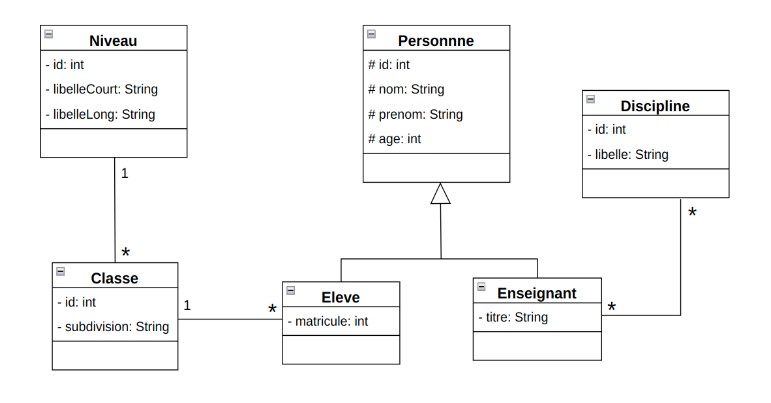 Niveau
- id: int
- libelleCourt: String
- libelleLong: String
Personnne
# id: int
# nom: String
# prenom: String
# age: int
Discipline
- id: int
- libelle: String
1
*
*
Classe
- id: int
- subdivision: String
1
*
Eleve
- matricule: int
Enseignant
- titre: String
*